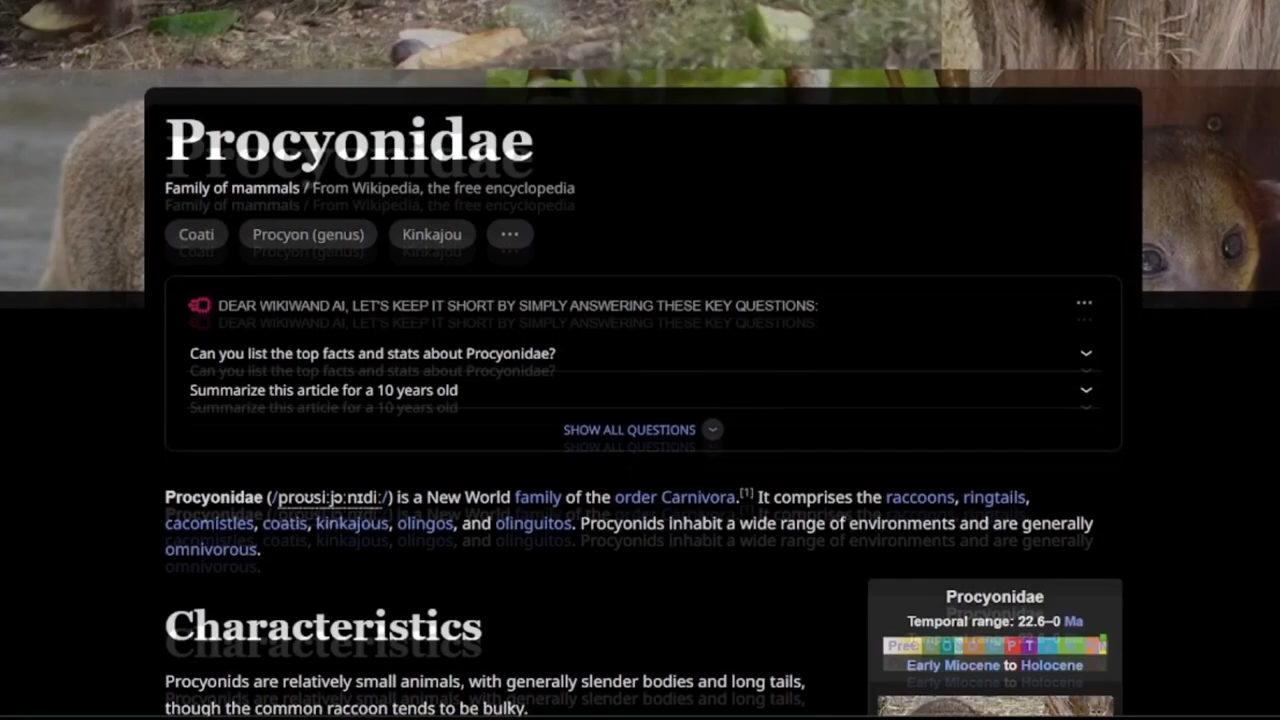 Procyonidae
Family of mammals / From Wikipedia, the free encyclopedia
Coati
Procyon (genus)
Kinkajou
DEAR WIKIWAND AI, LET'S KEEP IT SHORT BY SIMPLY ANSWERING THESE KEY QUESTIONS:
Can you list the top facts and stats about Procyonidae?
Summarize this article for a 10 years old
SHOW ALL QUESTIONS
Procyonidae (/proʊsiːjɒːnɪdiː/) is a New World family of the order Carnivora.[1] It comprises the raccoons, ringtails,
cacomistles, coatis, kinkajous, olingos, and olinguitos. Procyonids inhabit a wide range of environments and are generally
omnivorous.
Characteristics
Procyonids are relatively small animals, with generally slender bodies and long tails,
though the common raccoon tends to be bulky.
Procyonidae
Temporal range: 22.6–0 Ma
Early Miocene to Holocene